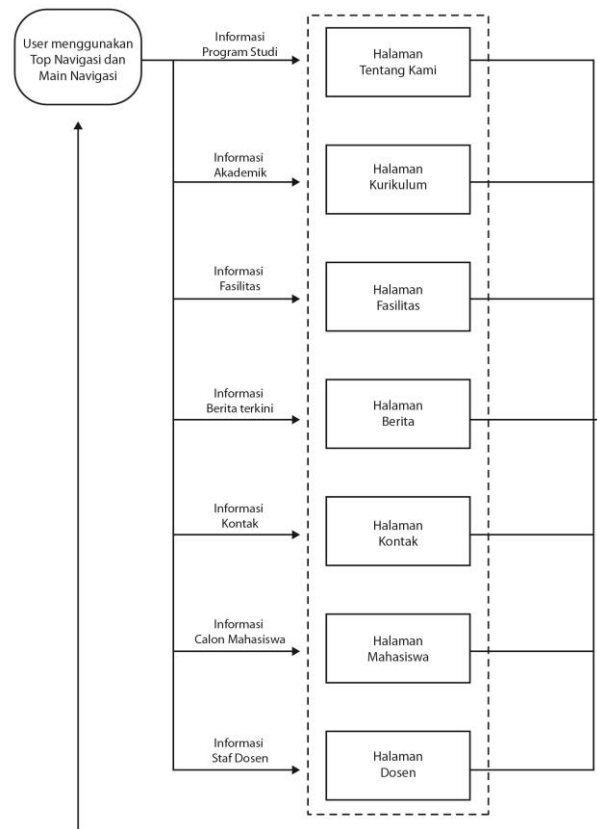 User menggunakan
Top Navigasi dan
Main Navigasi
Informasi
Program Studi
Halaman
Tentang Kami
Informasi
Akademik
Halaman
Kurikulum
Informasi
Fasilitas
Halaman
Fasilitas
Informasi
Berita terkini
Halaman
Berita
Informasi
Kontak
Halaman
Kontak
Informasi
Calon Mahasiswa
Halaman
Mahasiswa
Informasi
Staf Dosen
Halaman
Dosen